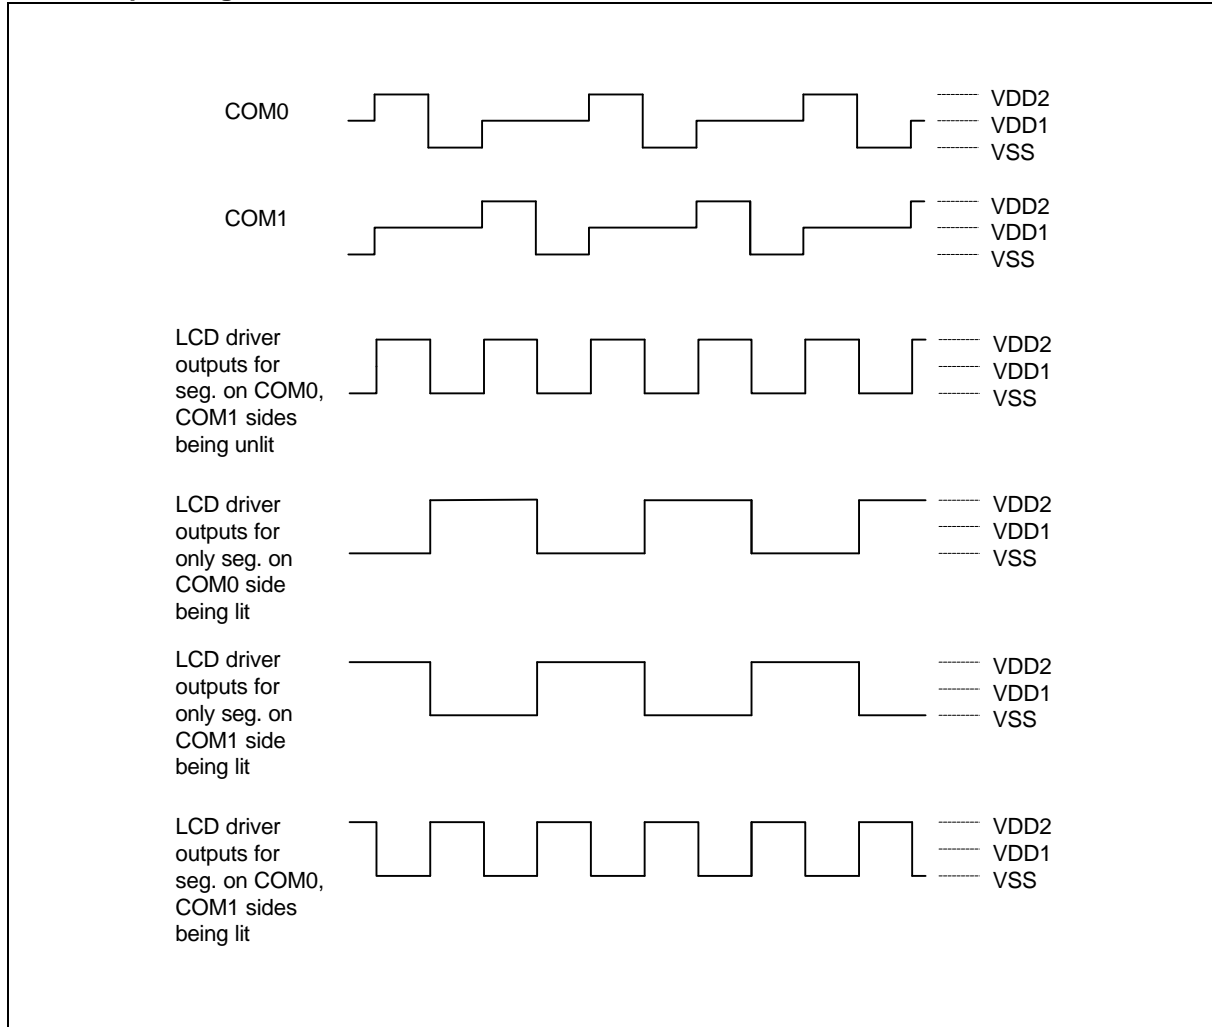 COM0
VDD2
VDD1
VSS
COM1
VDD2
VDD1
VSS
LCD driver
outputs for
seg. on COM0,
COM1 sides
being unlit
VDD2
VDD1
VSS
LCD driver
outputs for
only seg. on
COM0 side
being lit
VDD2
VDD1
VSS
LCD driver
outputs for
only seg. on
COM1 side
being lit
VDD2
VDD1
VSS
LCD driver
outputs for
seg. on COM0,
COM1 sides
being lit
VDD2
VDD1
VSS